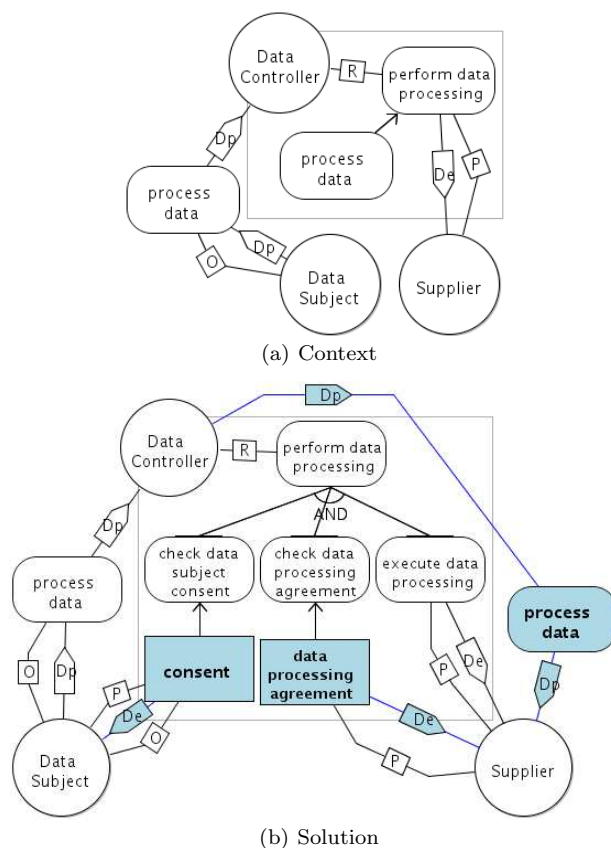 Data
Controller
R
perform data
processing
Dp
process
data
De
P
process
data
Dp
O
Data
Subject
Supplier
(a) Context
Dp
Data
Controller
R
perform data
processing
AND
Dp
check data
subject
consent
check data
processing
agreement
execute data
processing
process
data
process
data
P
De
O
Dp
consent
data
processing
agreement
Dp
P
De
O
De
P
Data
Subject
Supplier
(b) Solution